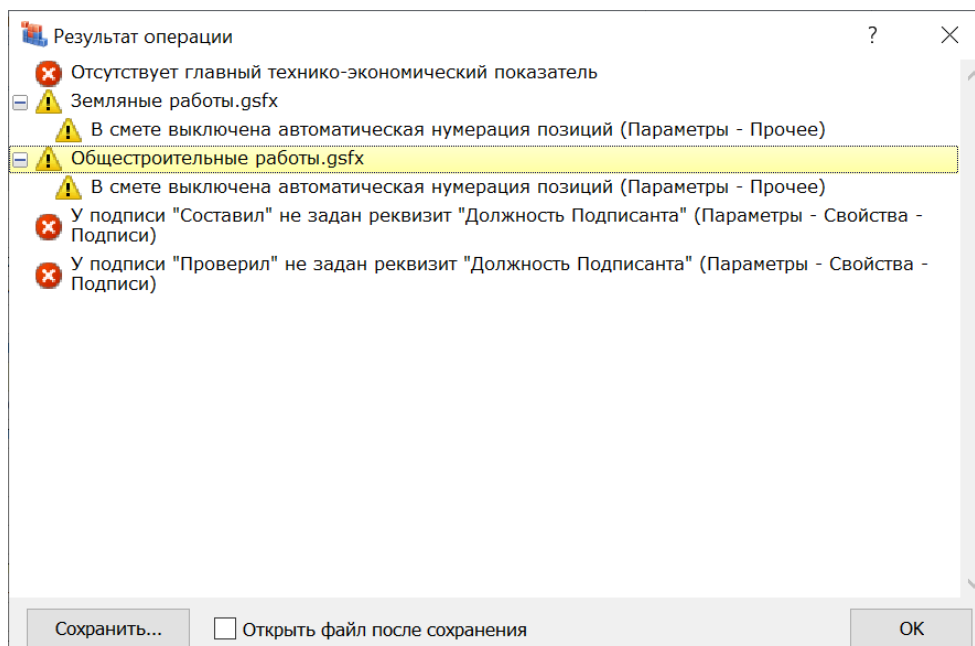 Результат операции
?
Отсутствует главный технико-экономический показатель
Земляные работы.gsfx
В смете выключена автоматическая нумерация позиций (Параметры - Прочее)
Общестроительные работы.gsfx
В смете выключена автоматическая нумерация позиций (Параметры - Прочее)
У подписи "Составил" не задан реквизит "Должность Подписанта" (Параметры - Свойства -
Подписи)
У подписи "Проверил" не задан реквизит "Должность Подписанта" (Параметры - Свойства -
Подписи)
Сохранить... Открыть файл после сохранения OK